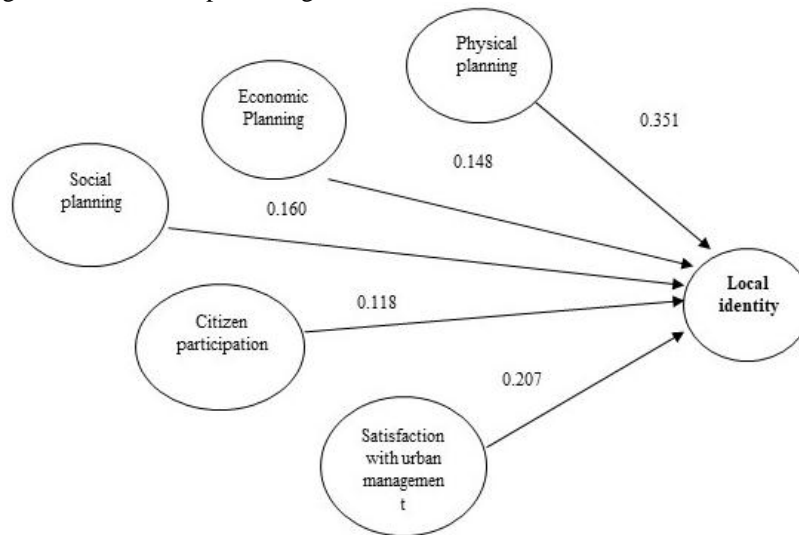 Physical
planning
0.351
Economic
Planning
0.148
Social
planning
0.160
Local
identity
Citizen
participation
0.118
0.207
Satisfaction
with urban
managemen
t